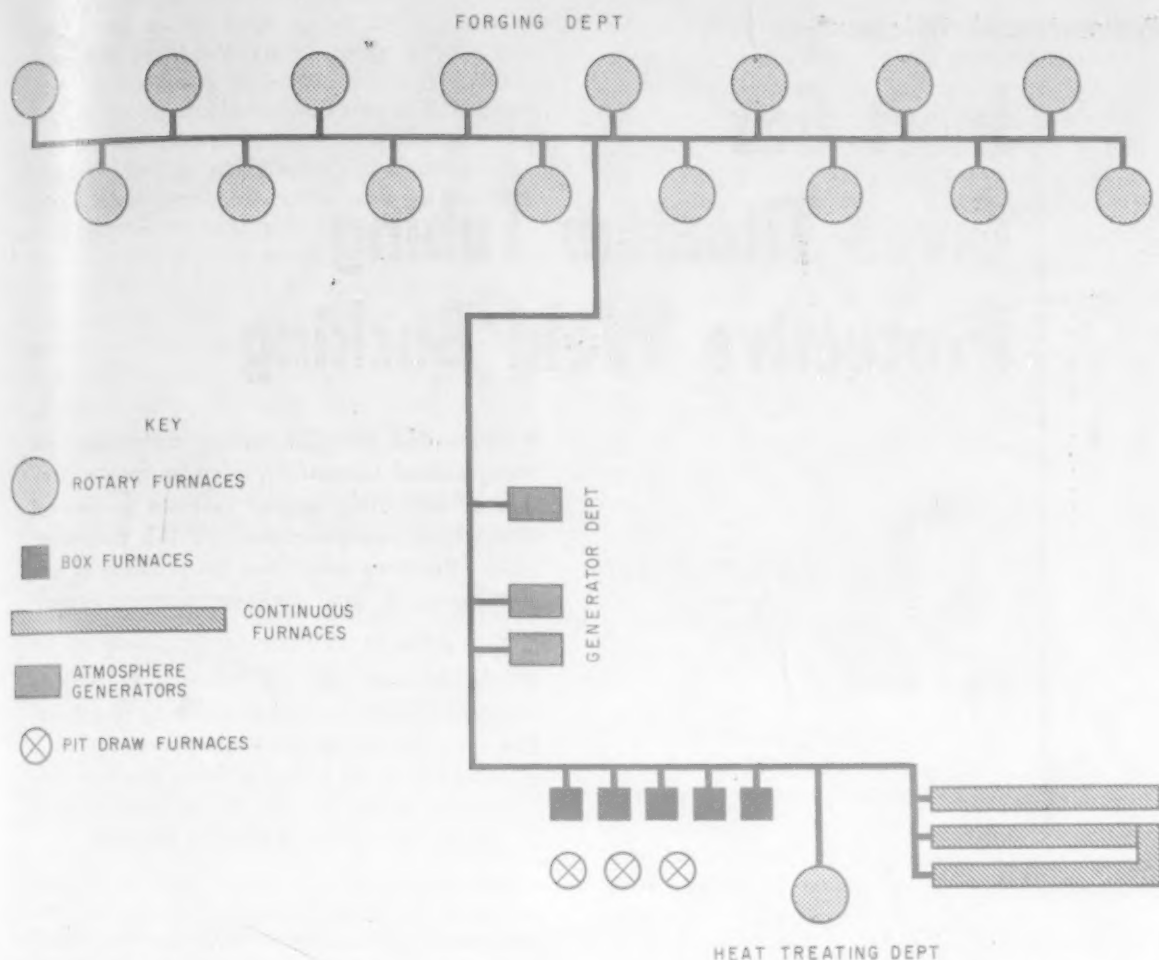 FORGING DEPT
KEY
ROTARY FURNACES
BOX FURNACES
CONTINUOUS
FURNACES
ATMOSPHERE
GENERATORS
PIT DRAW FURNACES
GENERATOR DEPT
HEAT TREATING DEPT